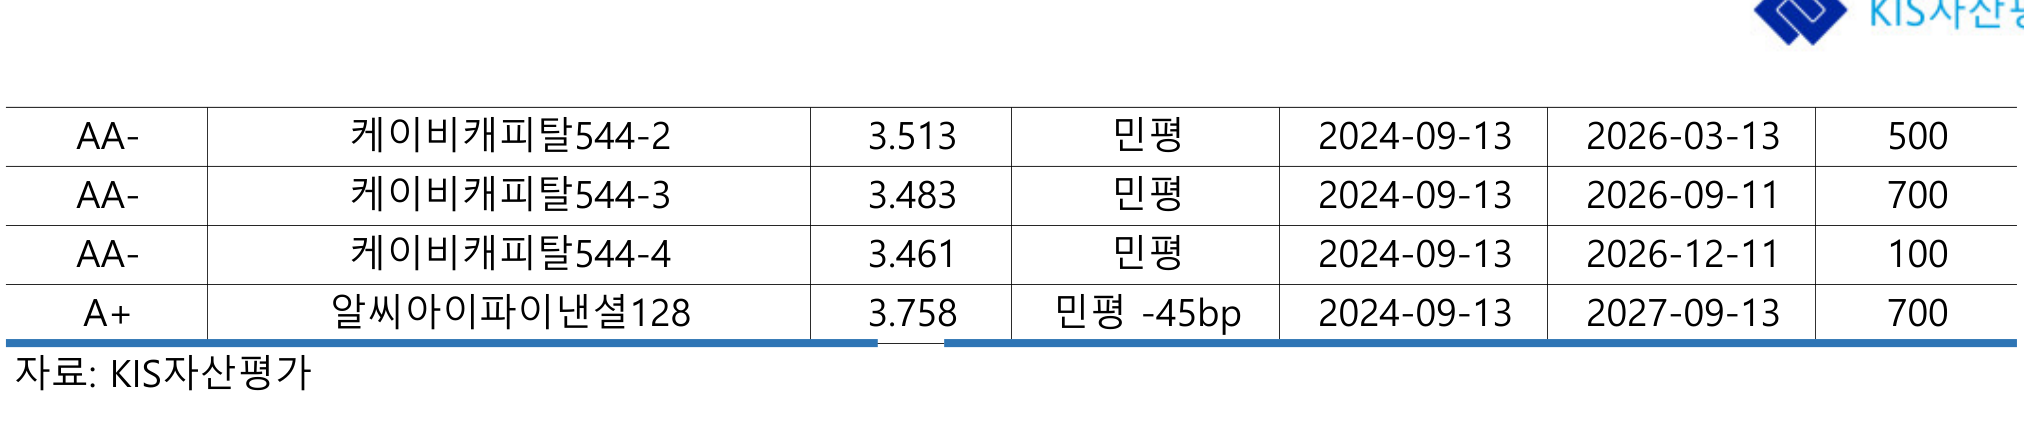 KIS자산평
AA- 케이비캐피탈544-2 3.513 민평 2024-09-13 2026-03-13 500
AA- 케이비캐피탈544-3 3.483 민평 2024-09-13 2026-09-11 700
AA- 케이비캐피탈544-4 3.461 민평 2024-09-13 2026-12-11 100
A+ 알씨아이파이낸셜128 3.758 민평 -45bp 2024-09-13 2027-09-13 700
자료: KIS자산평가